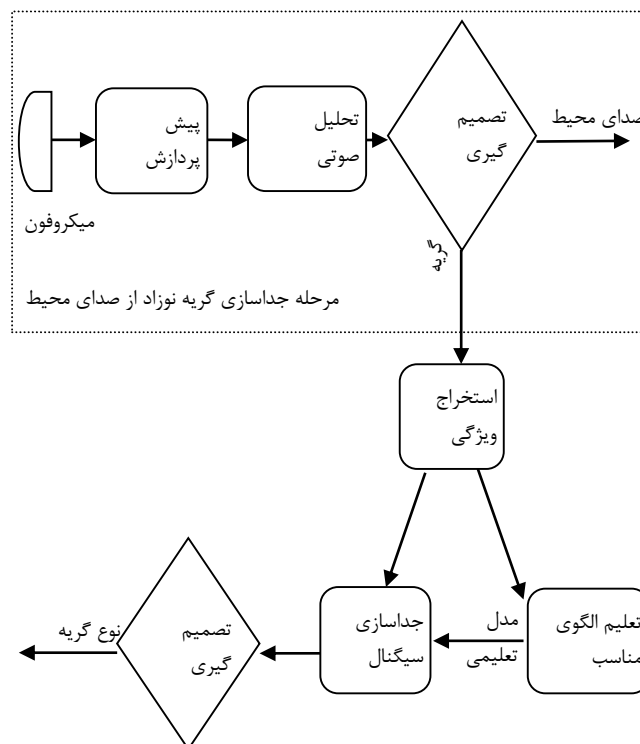 صدای محیط
تصمیم
گیری
تحلیل
صوتی
پیش
پردازش
میکروفون
گریه
مرحله جداسازی گریه نوزاد از صدای محیط
استخراج
ویژگی
تعلیم الگوی
مناسب
مدل
تعلیمی
جداسازی
سیگنال
تصمیم
گیری
نوع گریه